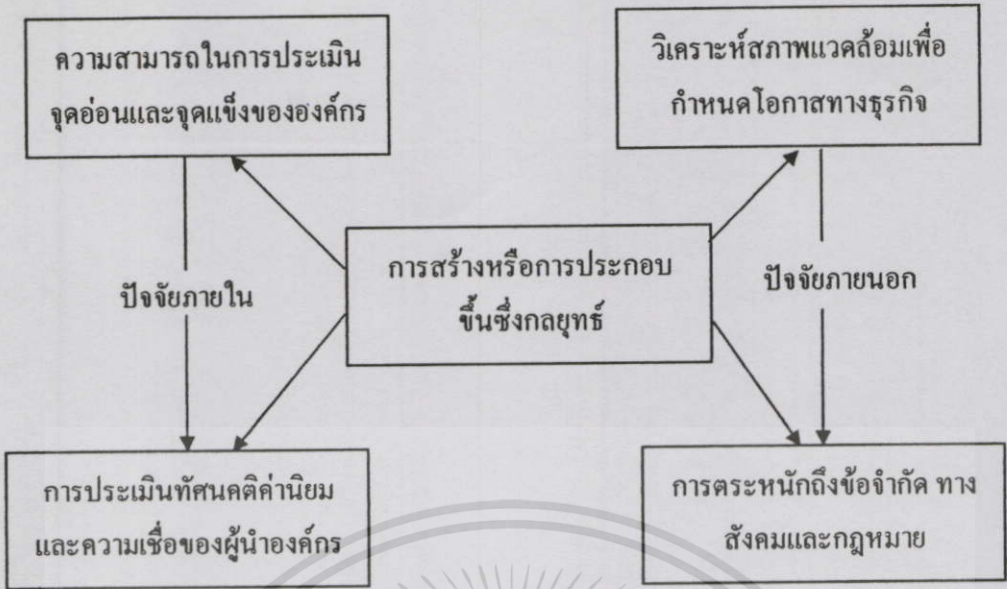 ความสามารถในการประเมิน
จุดอ่อนและจุดแข็งขององค์กร
วิเคราะห์สภาพแวดล้อมเพื่อ
กำหนดโอกาสทางธุรกิจ
การสร้างหรือการประกอบ
ขึ้นซึ่งกลยุทธ์
ปัจจัยภายใน
ปัจจัยภายนอก
การประเมินทัศนคติค่านิยม
และความเชื่อของผู้นำองค์กร
การตระหนักถึงข้อจำกัด ทาง
สังคมและกฎหมาย